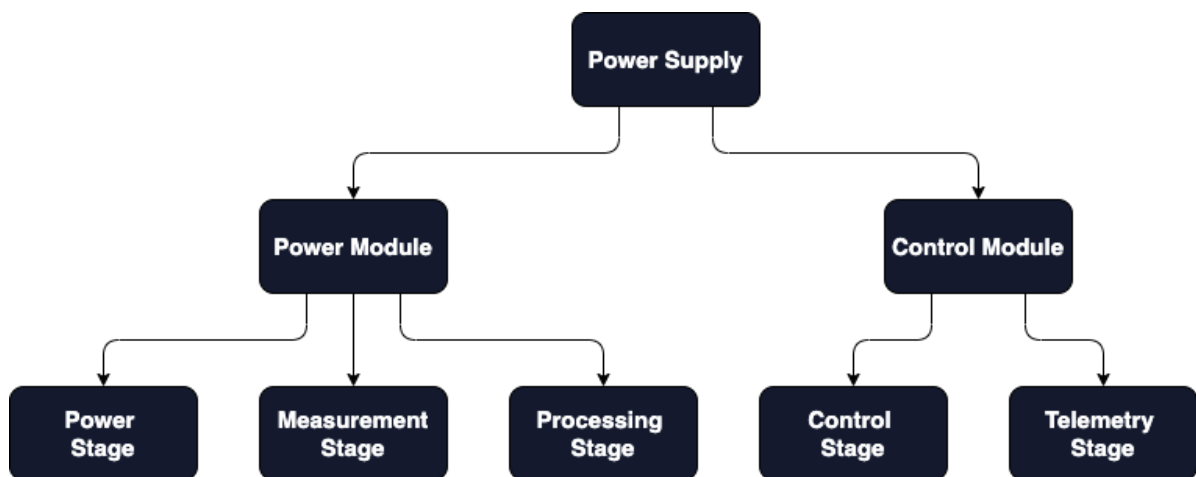 Power Supply
Power Module
Control Module
Power
Stage
Measurement
Stage
Processing
Stage
Control
Stage
Telemetry
Stage